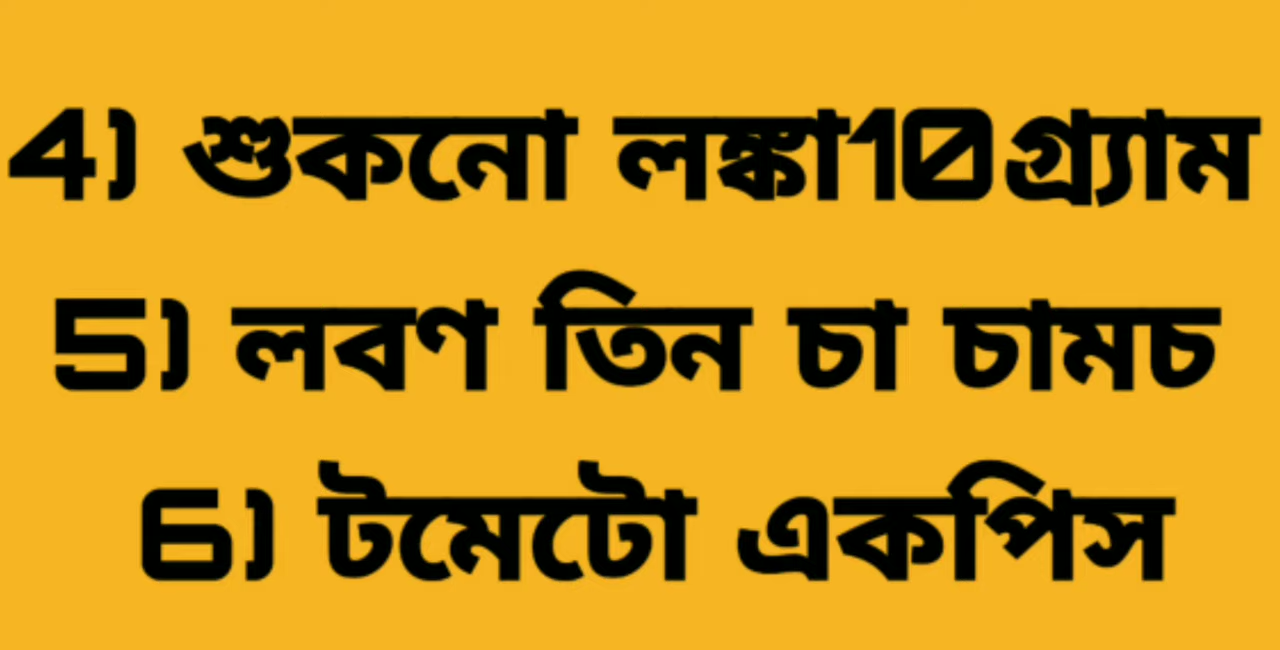 4) শুকনো লঙ্কা10গ্র্যাম
5) লবণ তিন চা চামচ
6) টমেটো একপিস